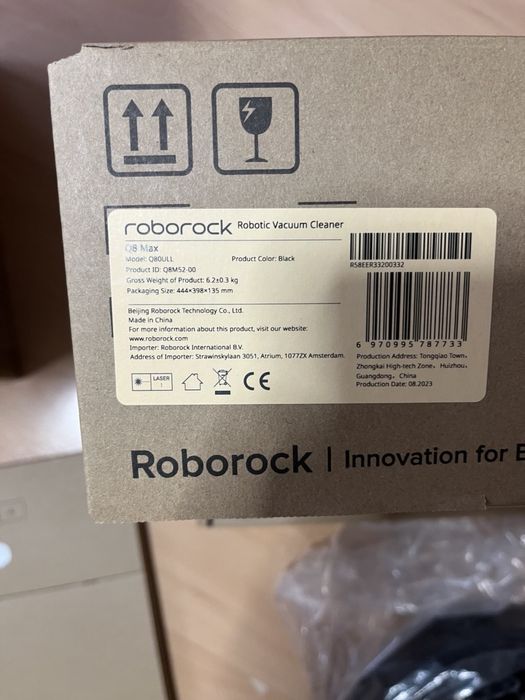 roborock Robotic Vacuum Cleaner
Q8 Max
Model: Q80ULL Product Color: Black
Product ID: Q8M52-00
Gross Weight of Product: 6.2±0.3 kg
Packaging Size: 444×398×135 mm
R58EER33200332
Beijing Roborock Technology Co., Ltd.
Made in China
For more information about this product, visit our website:
www.roborock.com
Importer: Roborock International B.V.
Address of Importer: Strawinskylaan 3051, Atrium, 1077ZX Amsterdam.
6 970995 787733
Production Address: Tongqiao Town,
Zhongkai High-tech Zone, Huizhou,
Guangdong, China
Production Date: 08.2023
LASER
1
CE
Roborock | Innovation for